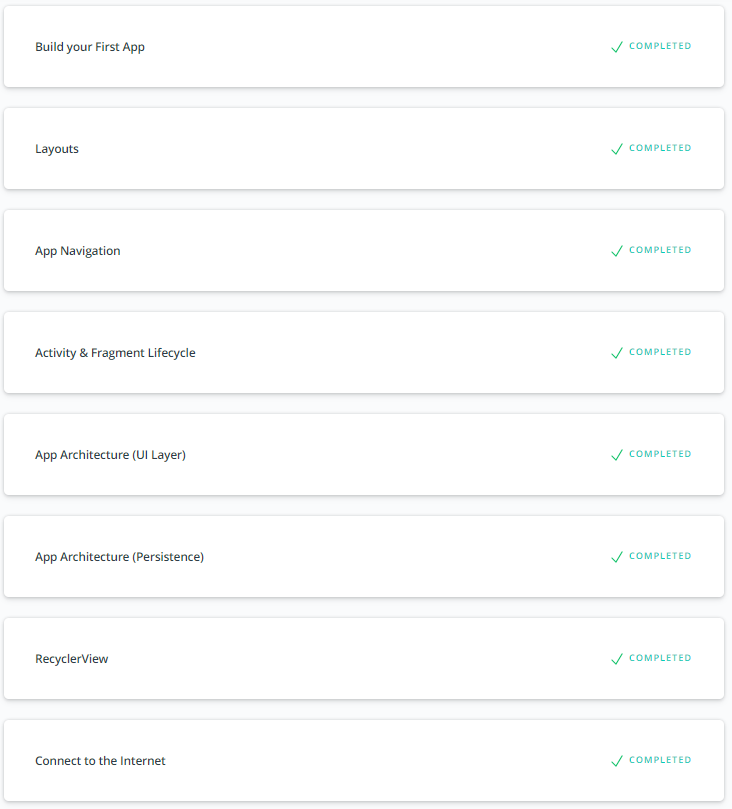 Build your First App COMPLETED
Layouts COMPLETED
App Navigation COMPLETED
Activity & Fragment Lifecycle COMPLETED
App Architecture (UI Layer) COMPLETED
App Architecture (Persistence) COMPLETED
RecyclerView COMPLETED
Connect to the Internet COMPLETED